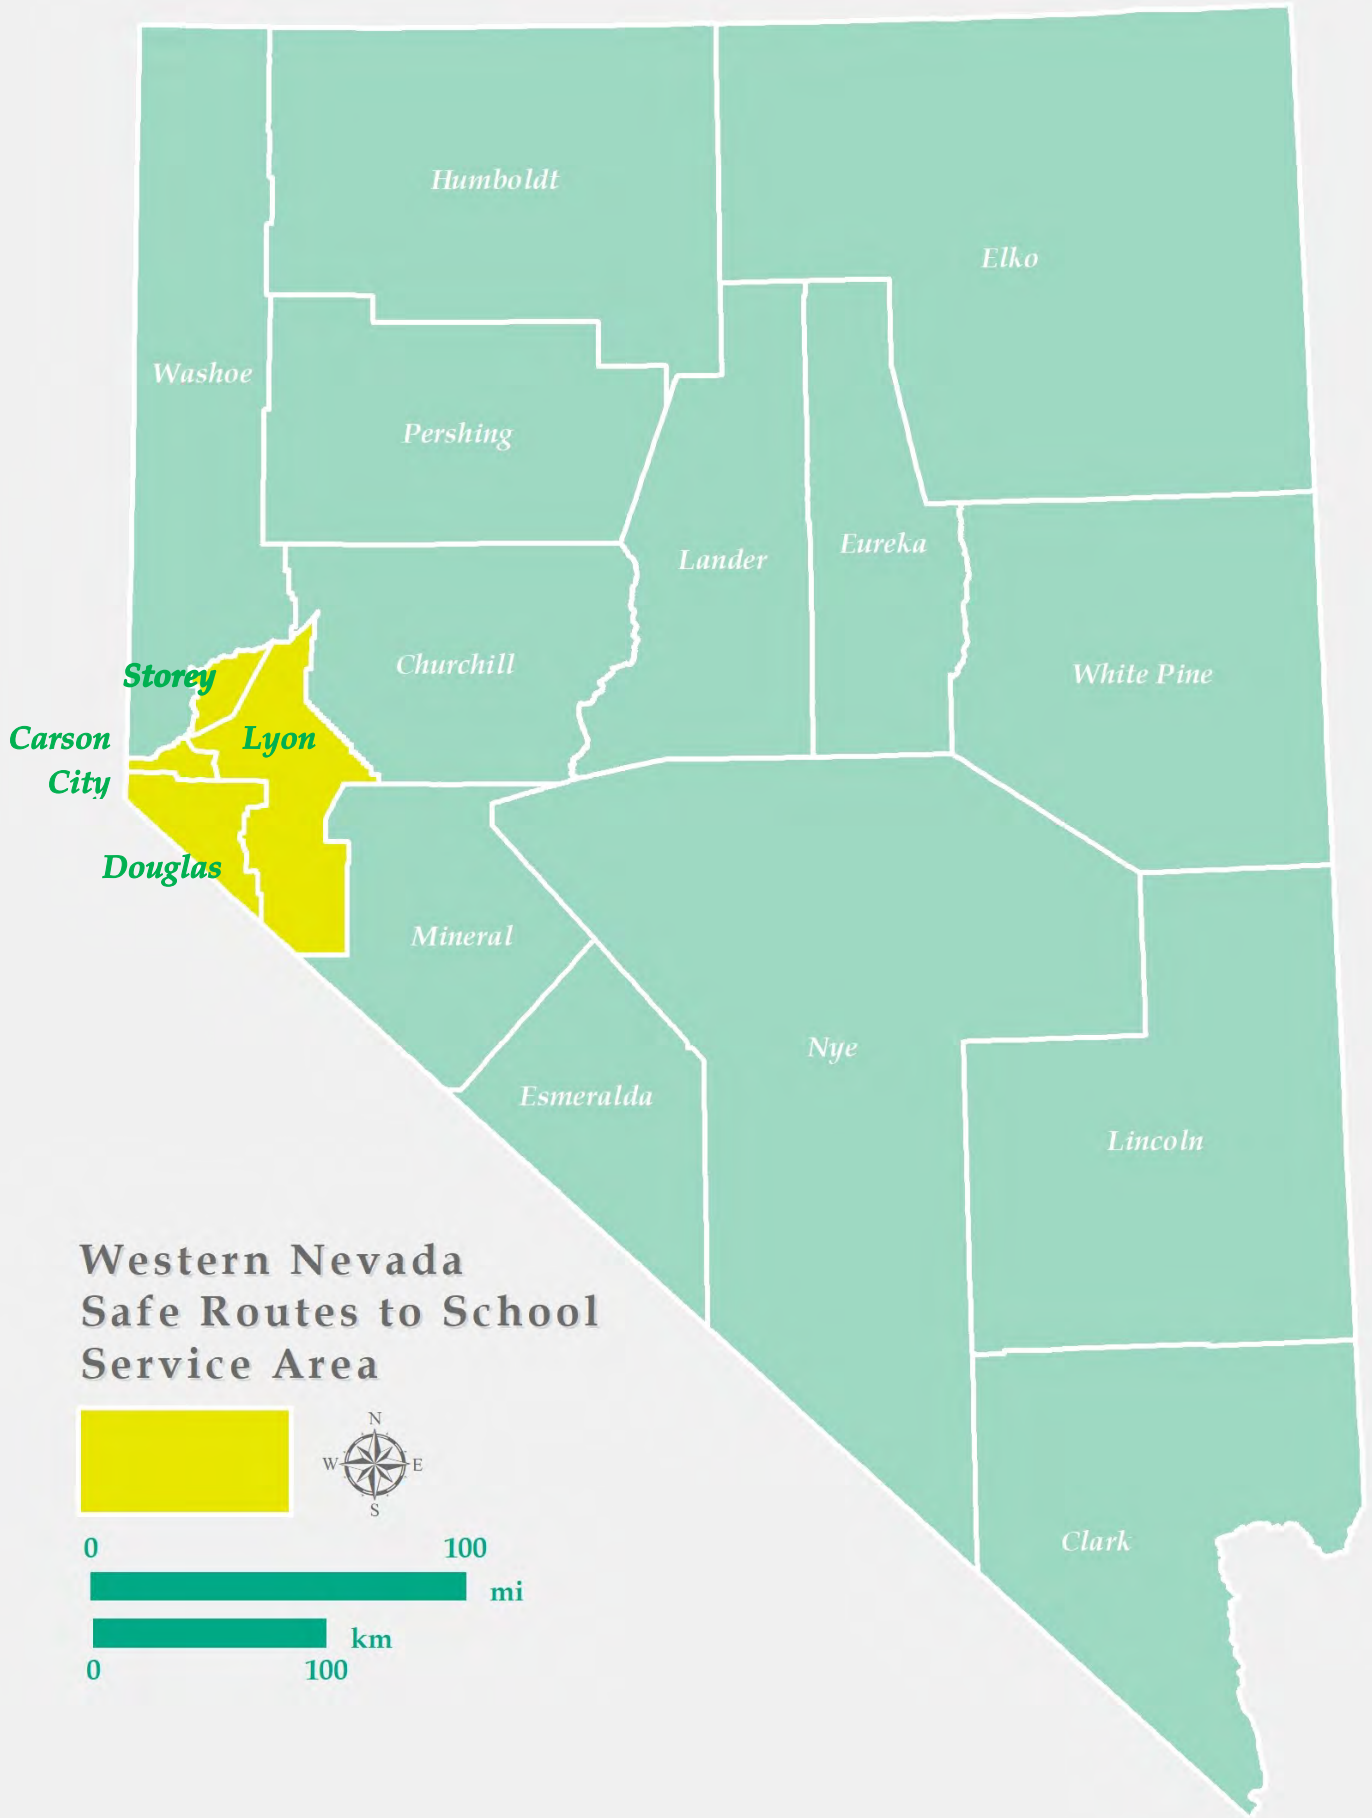 Humboldt
Elko
Washoe
Pershing
Eureka
Lander
Churchill
White Pine
Storey
Carson
City
Lyon
Douglas
Mineral
Nye
Esmeralda
Lincoln
Western Nevada
Safe Routes to School
Service Area
N
W E
S
Clark
0 100
mi
km
0 100